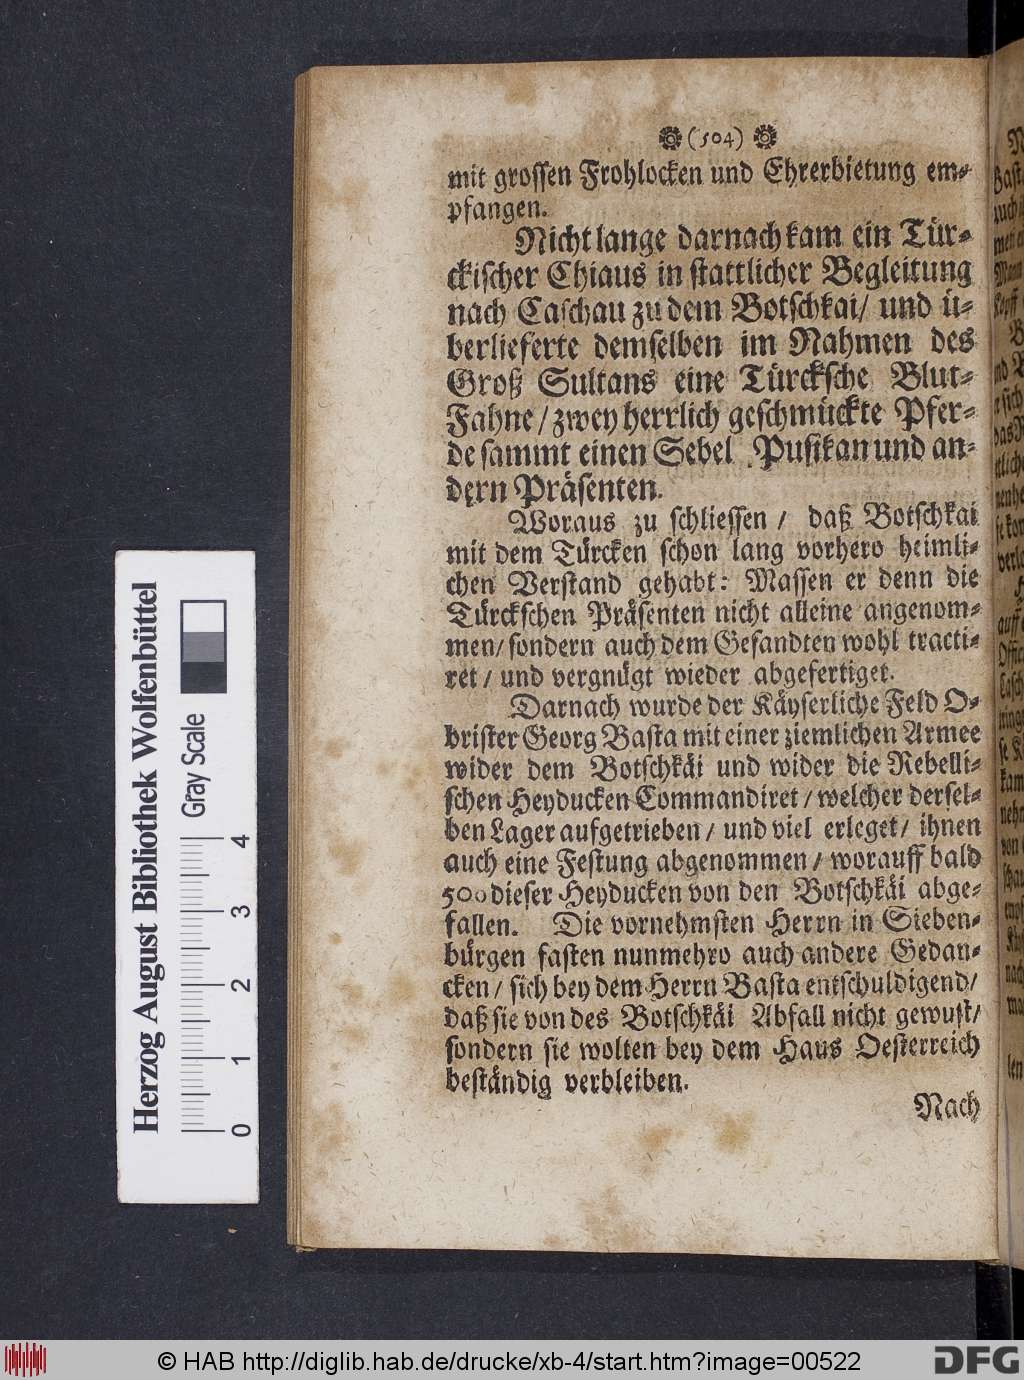 (504)
mit grossen Frohlocken und Ehrerbietung em-
pfangen.
Nicht lange darnach kam ein Tür-
ckischer Chiaus in stattlicher Begleitung
nach Caschau zu dem Botschkai/ und ü-
berlieferte demselben im Nahmen des
Groß Sultans eine Türcksche Blut-
Fahne / zwey herrlich geschmückte Pfer-
de sammt einen Sebel Pusikan und an-
dern Präsenten.
Woraus zu schliessen / daß Botschkai
mit dem Türcken schon lang vorhero heimli-
chen Verstand gehabt: Massen er denn die
Türckschen Präsenten nicht alleine angenom-
men/ sondern auch dem Gesandten wohl tracti-
ret / und vergnügt wieder abgefertiget.
Darnach wurde der Käyserliche Feld O-
brister Georg Basta mit einer ziemlichen Armee
wider dem Botschkäi und wider die Rebelli-
schen Heyducken Commandiret / welcher dersel-
ben Lager aufgetrieben / und viel erleget / ihnen
auch eine Festung abgenommen / worauff bald
500 dieser Heyducken von den Botschkäi abge-
fallen. Die vornehmsten Herrn in Sieben-
bürgen fasten nunmehro auch andere Gedan-
cken / sich bey dem Herrn Basta entschuldigend/
daß sie von des Botschkäi Abfall nicht gewust/
sondern sie wolten bey dem Haus Oesterreich
beständig verbleiben.
Nach
Herzog August Bibliothek Wolfenbüttel
Gray Scale
0 1 2 3 4
© HAB http://diglib.hab.de/drucke/xb-4/start.htm?image=00522
DFG